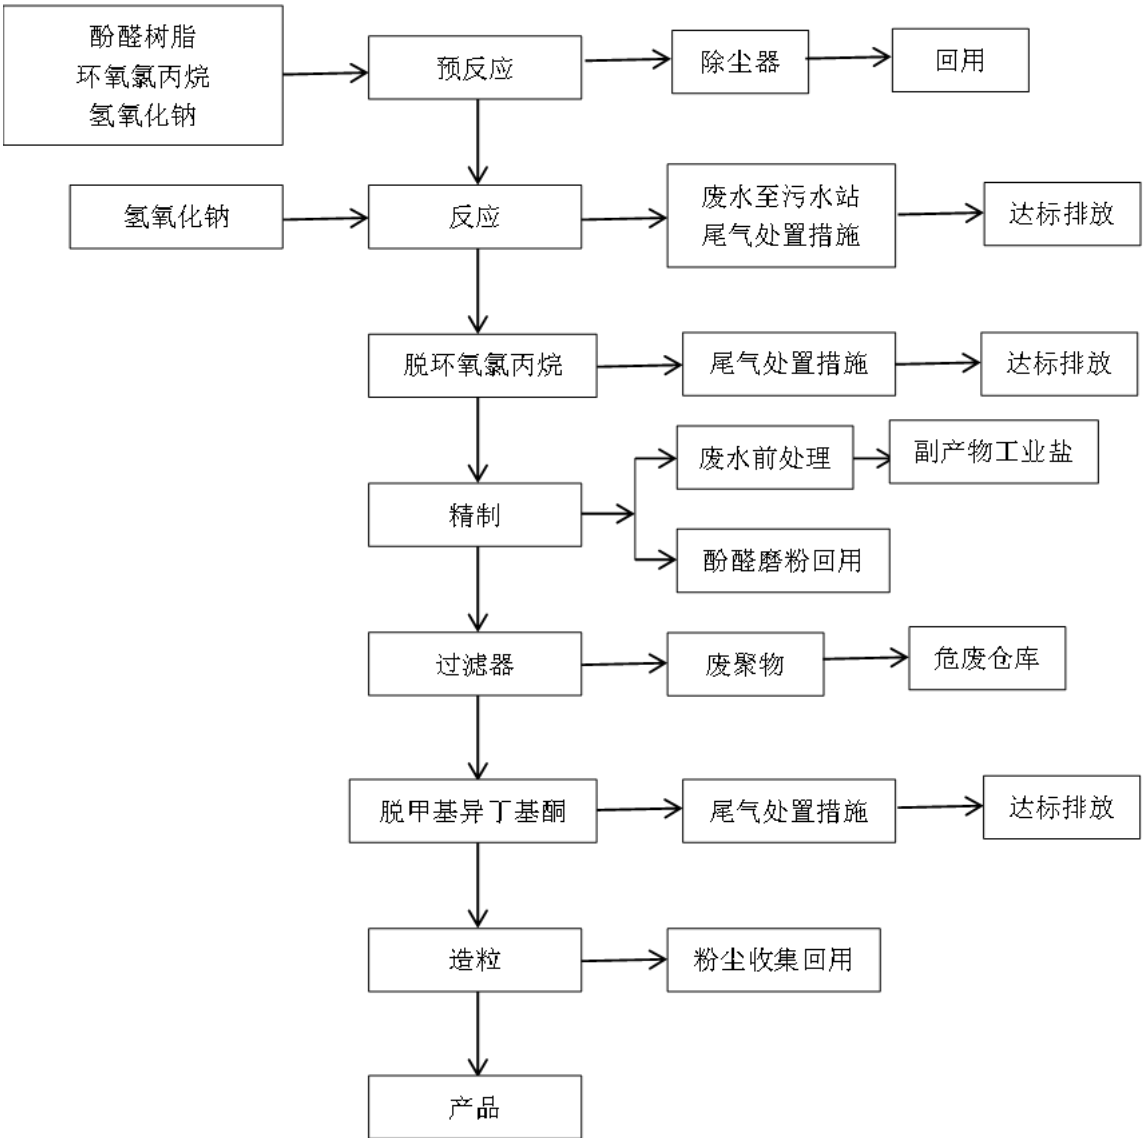 酚醛树脂
环氧氯丙烷
氢氧化钠
预反应
除尘器
回用
氢氧化钠
反应
废水至污水站
尾气处置措施
达标排放
脱环氧氯丙烷
尾气处置措施
达标排放
精制
废水前处理
副产物工业盐
酚醛磨粉回用
过滤器
废聚物
危废仓库
脱甲基异丁基酮
尾气处置措施
达标排放
造粒
粉尘收集回用
产品